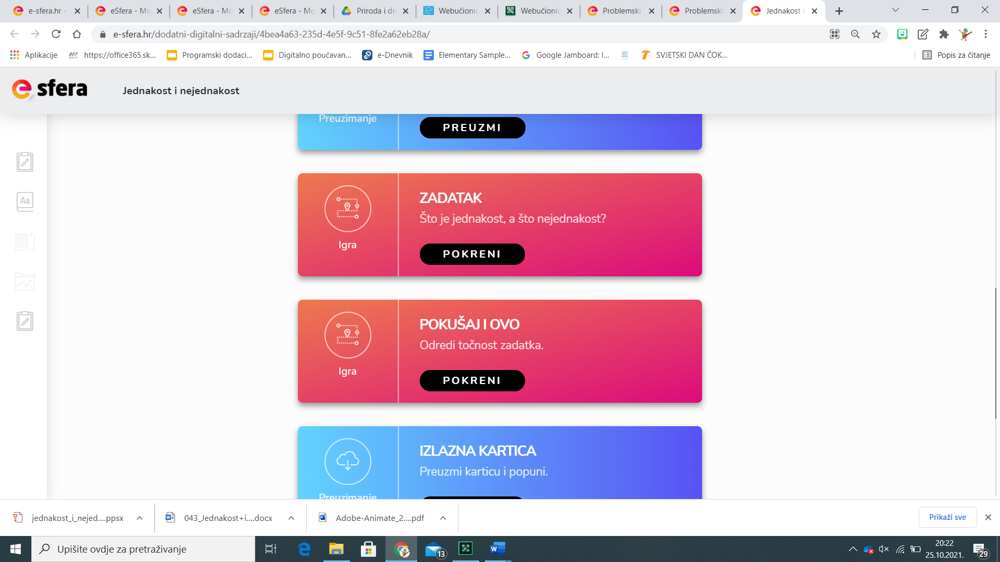 e-sfera.hr -
eSfera - Mo
eSfera - Mo
eSfera - Mo
Priroda i dru
Webučionic
Webučionic
Problemski
Problemski
Jednakost i
e-sfera.hr/dodatni-digitalni-sadrzaji/4bea4a63-235d-4e5f-9c51-8fe2a62eb28a/
Aplikacije
https://office365.sk...
Programski dodaci...
Digitalno poučavan...
e-Dnevnik
Elementary Sample...
Google Jamboard: I...
SVJETSKI DAN ČOK...
Popis za čitanje
e sfera
Jednakost i nejednakost
Preuzimanje
PREUZMI
Aa
ZADATAK
Što je jednakost, a što nejednakost?
Igra
POKRENI
POKUŠAJ I OVO
Odredi točnost zadatka.
Igra
POKRENI
IZLAZNA KARTICA
Preuzmi karticu i popuni.
Preuzimanje
jednakost_i_nejed....ppsx
043_Jednakost+i....docx
Adobe-Animate_2....pdf
Prikaži sve
Upišite ovdje za pretraživanje
13
20:22
25.10.2021.
29